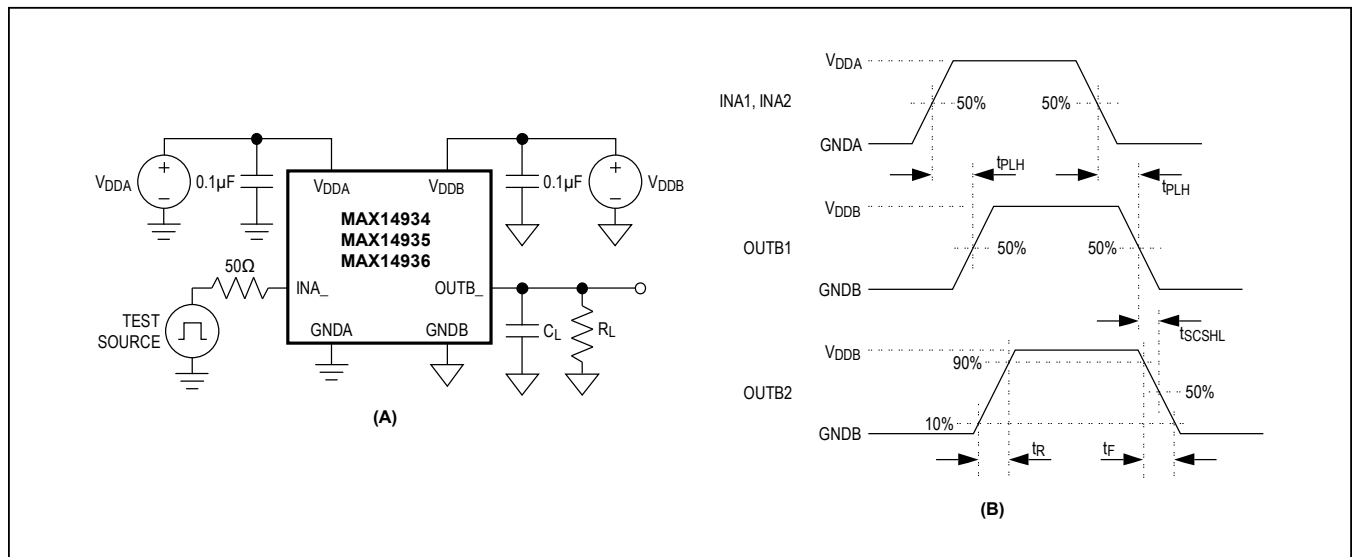 VDDA
0.1µF
VDDA
VDDB
0.1µF
VDDB
MAX14934
MAX14935
MAX14936
50Ω
INA_
OUTB_
TEST
SOURCE
GNDA
GNDB
CL
RL
(A)
VDDA
INA1, INA2
50%
50%
GNDA
tPLH
tPLH
VDDB
OUTB1
50%
50%
GNDB
tSCSHL
VDDB
90%
OUTB2
50%
10%
GNDB
tR
tF
(B)